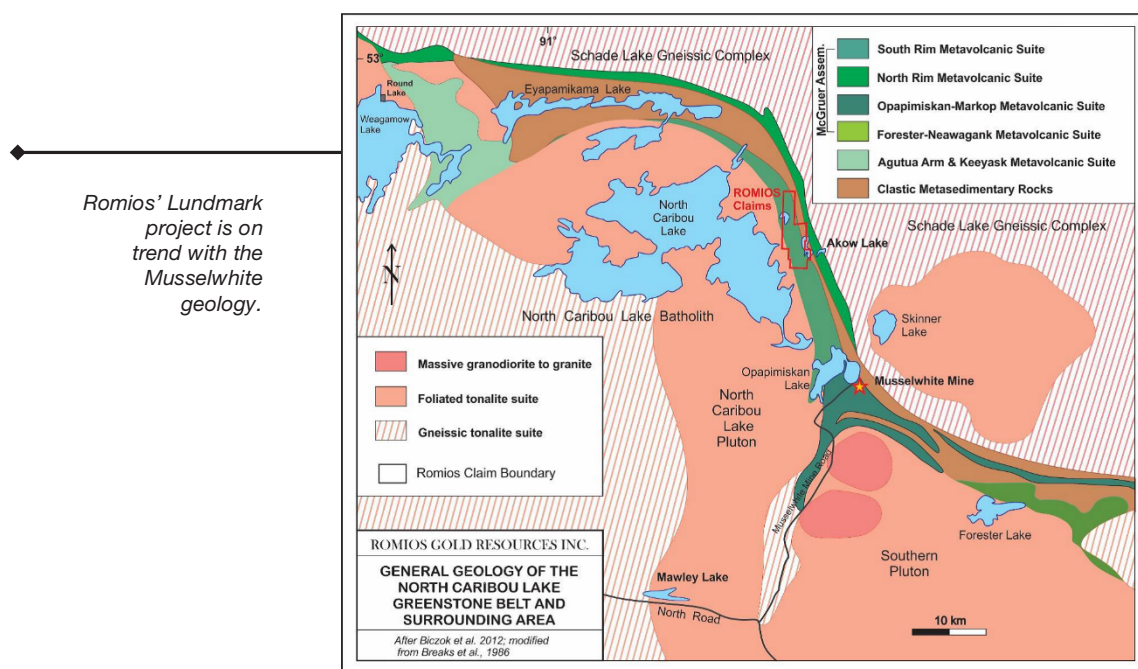 Romios’ Lundmark
project is on
trend with the
Musselwhite
geology.
91°
53°
Schade Lake Gneissic Complex
Round
Lake
Weagamow
Lake
Eyapamikama Lake
McGruer Assem.
South Rim Metavolcanic Suite
North Rim Metavolcanic Suite
Opapimiskan-Markop Metavolcanic Suite
Forester-Neawagank Metavolcanic Suite
Agutua Arm & Keeyask Metavolcanic Suite
Clastic Metasedimentary Rocks
ROMIOS
Claims
North
Caribou
Lake
Akow Lake
Schade Lake Gneissic Complex
N
North Caribou Lake Batholith
Skinner
Lake
Massive granodiorite to granite
Foliated tonalite suite
Gneissic tonalite suite
Romios Claim Boundary
Opapimiskan
Lake
Musselwhite Mine
North
Caribou
Lake
Pluton
Musselwhite Mine Road
Forester Lake
Southern
Pluton
Mawley Lake
North Road
10 km
ROMIOS GOLD RESOURCES INC.
GENERAL GEOLOGY OF THE
NORTH CARIBOU LAKE
GREENSTONE BELT AND
SURROUNDING AREA
After Biczok et al. 2012; modified
from Breaks et al., 1986